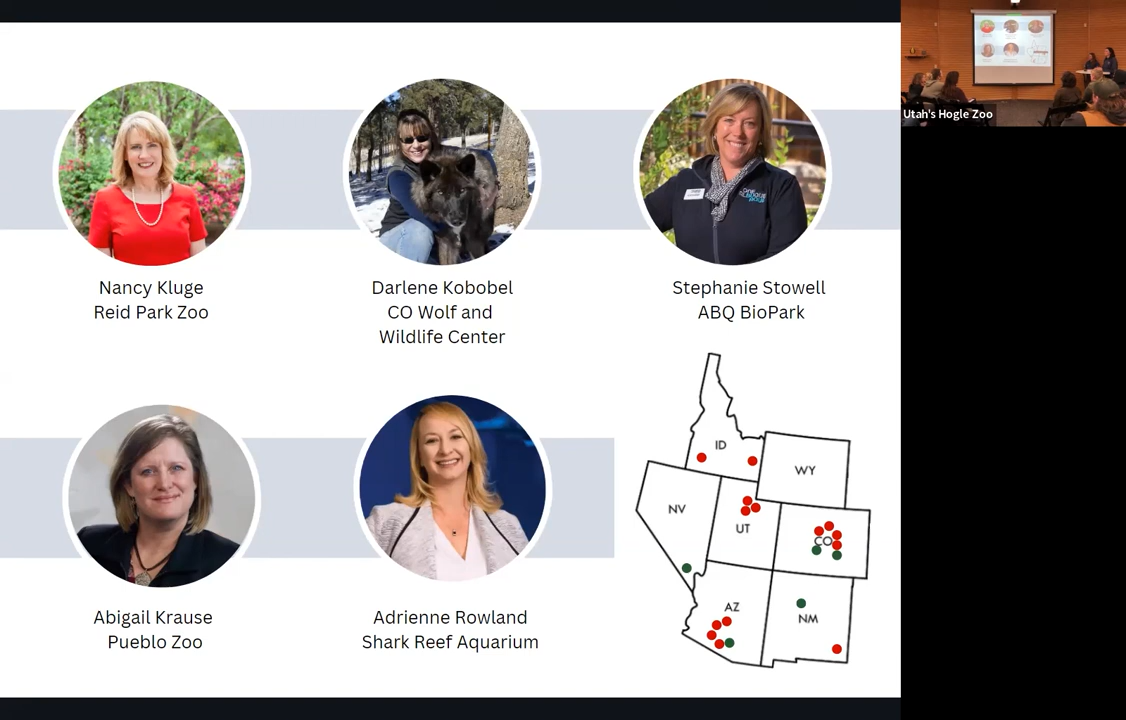 Utah's Hogle Zoo
Nancy Kluge
Reid Park Zoo
Darlene Kobobel
CO Wolf and
Wildlife Center
Stephanie Stowell
ABQ BioPark
Abigail Krause
Pueblo Zoo
Adrienne Rowland
Shark Reef Aquarium
ID
WY
NV
UT
CO
AZ
NM